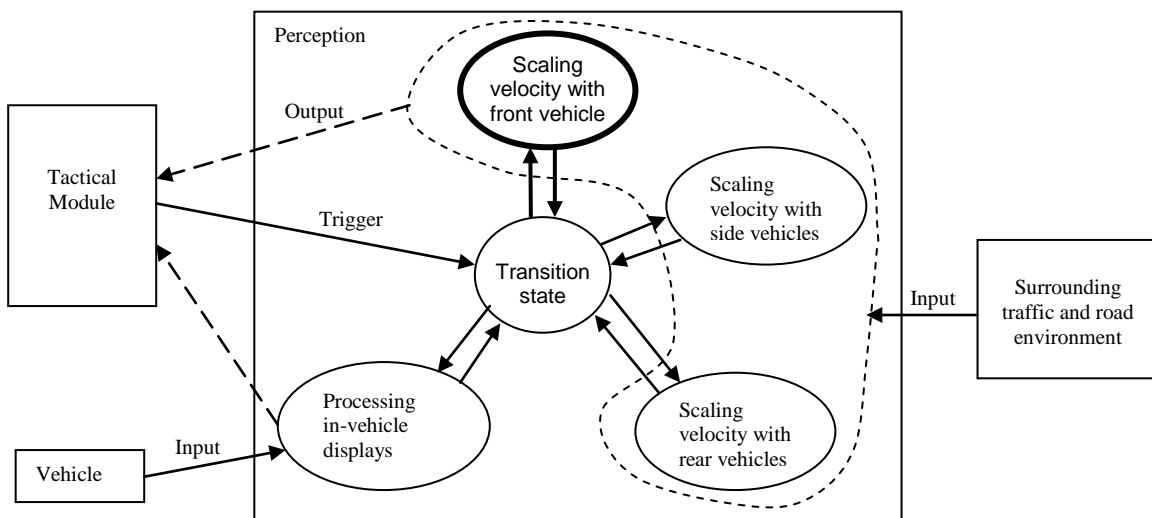 Perception
Scaling
velocity with
front vehicle
Output
Tactical
Module
Trigger
Scaling
velocity with
side vehicles
Transition
state
Input
Surrounding
traffic and road
environment
Processing
in-vehicle
displays
Scaling
velocity with
rear vehicles
Input
Vehicle